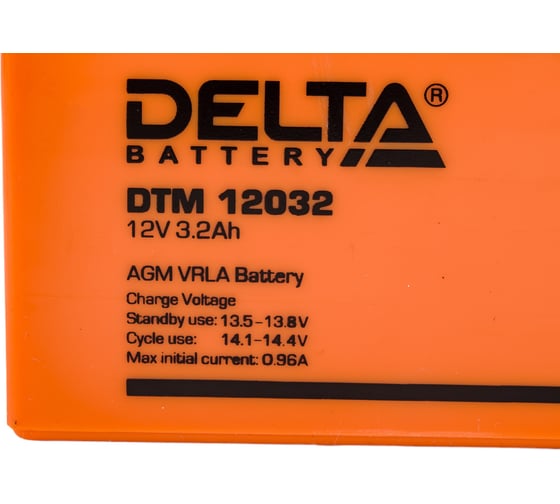 DELTA®
BATTERY
DTM 12032
12V 3.2Ah
AGM VRLA Battery
Charge Voltage
Standby use: 13.5-13.8V
Cycle use: 14.1-14.4V
Max initial current: 0.96A